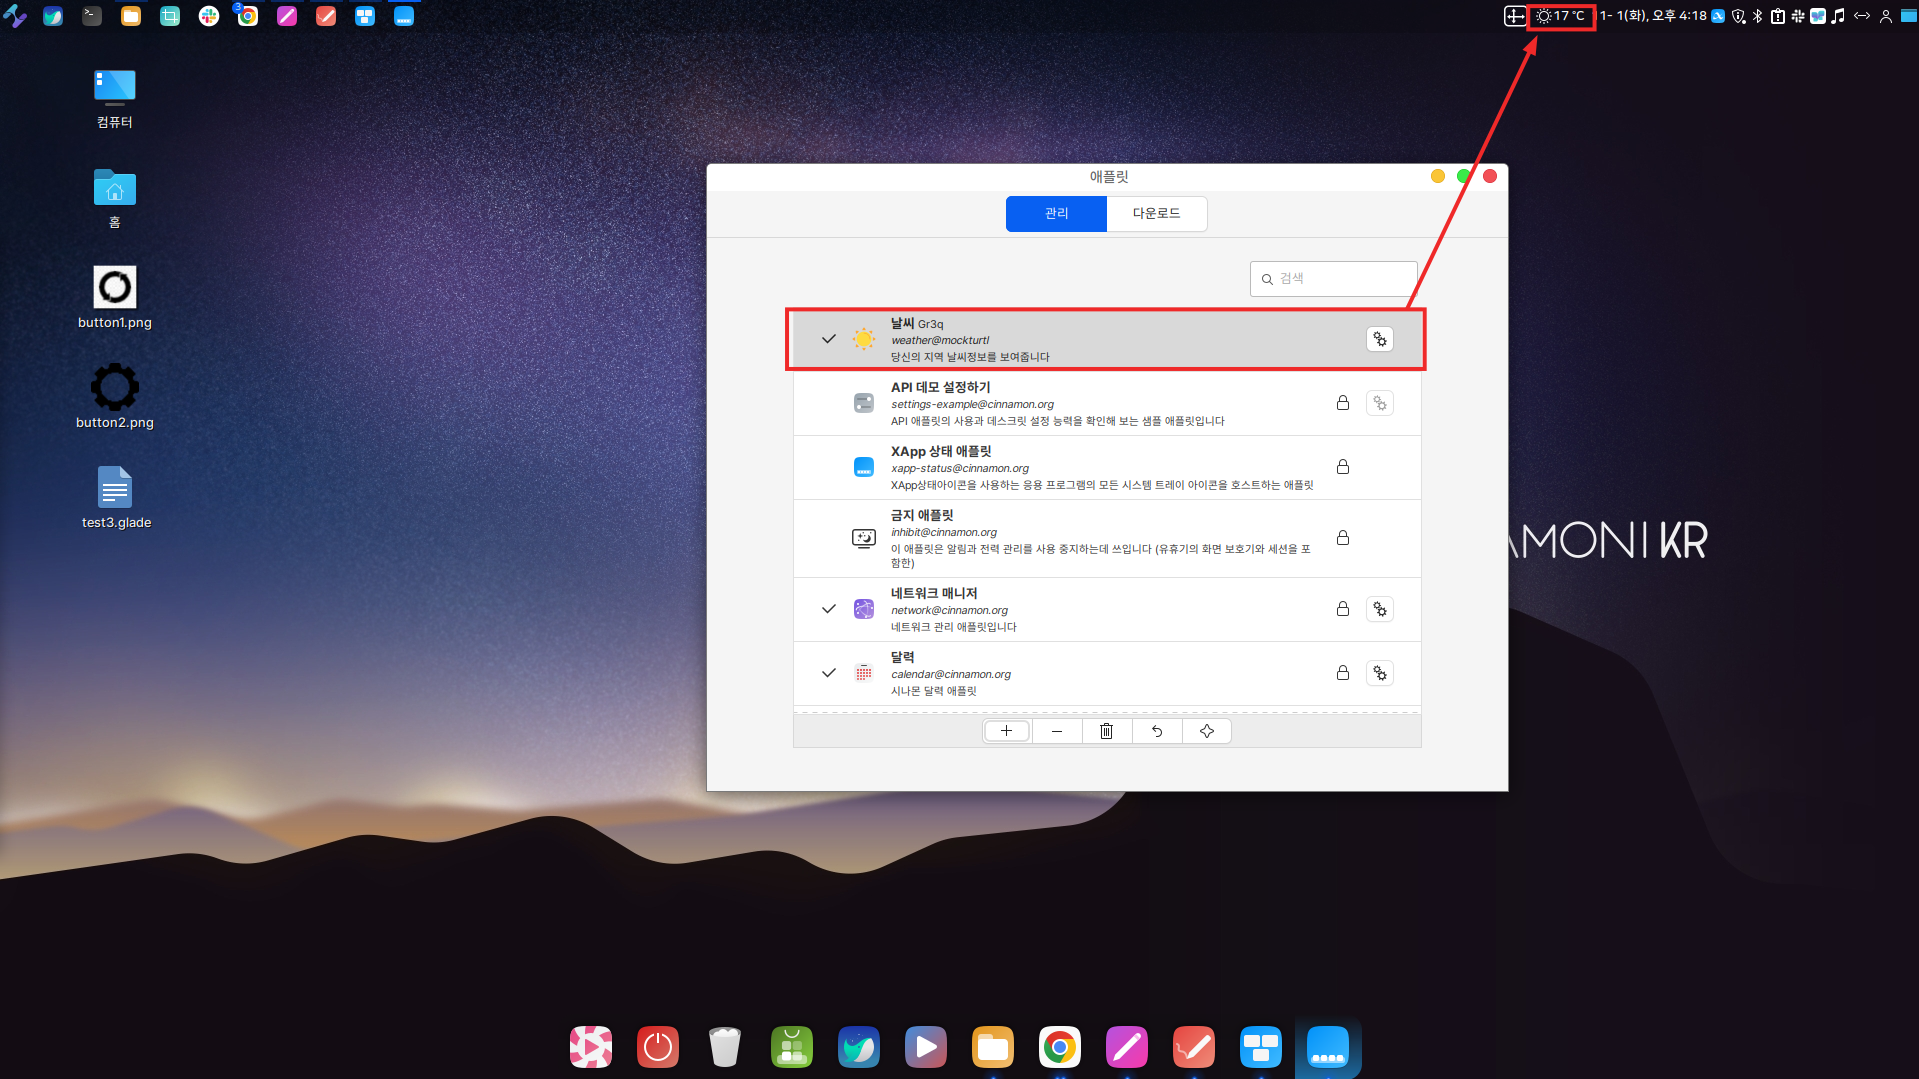 3
17 °C
1- 1(화), 오후 4:18
컴퓨터
홈
button1.png
button2.png
test3.glade
애플릿
관리
다운로드
검색
날씨 Gr3q
weather@mockturtl
당신의 지역 날씨정보를 보여줍니다
API 데모 설정하기
settings-example@cinnamon.org
API 애플릿의 사용과 데스크릿 설정 능력을 확인해 보는 샘플 애플릿입니다
XApp 상태 애플릿
xapp-status@cinnamon.org
XApp상태아이콘을 사용하는 응용 프로그램의 모든 시스템 트레이 아이콘을 호스트하는 애플릿
금지 애플릿
inhibit@cinnamon.org
이 애플릿은 알림과 전력 관리를 사용 중지하는데 쓰입니다 (유휴기의 화면 보호기와 세션을 포
함한)
네트워크 매니저
network@cinnamon.org
네트워크 관리 애플릿입니다
달력
calendar@cinnamon.org
시나몬 달력 애플릿
AMONIKR